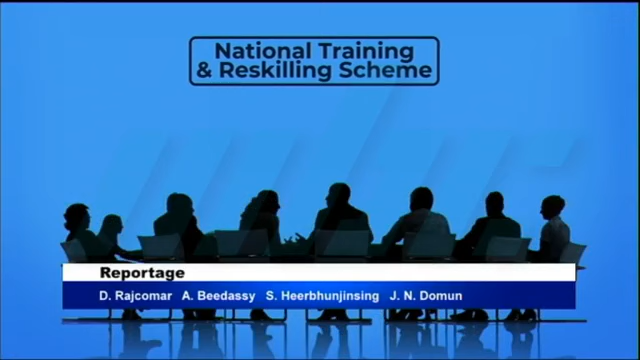 National Training
& Reskilling Scheme
Reportage
D. Rajcomar A. Beedassy S. Heerbhunjinsing J. N. Domun